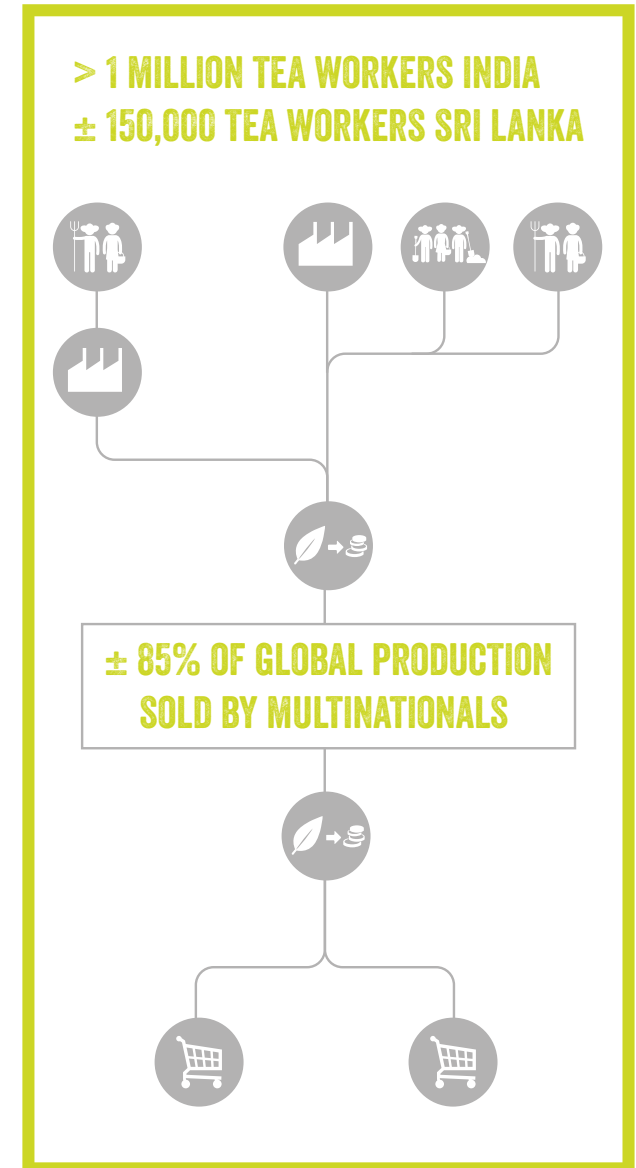 > 1 MILLION TEA WORKERS INDIA
± 150,000 TEA WORKERS SRI LANKA
± 85% OF GLOBAL PRODUCTION
SOLD BY MULTINATIONALS